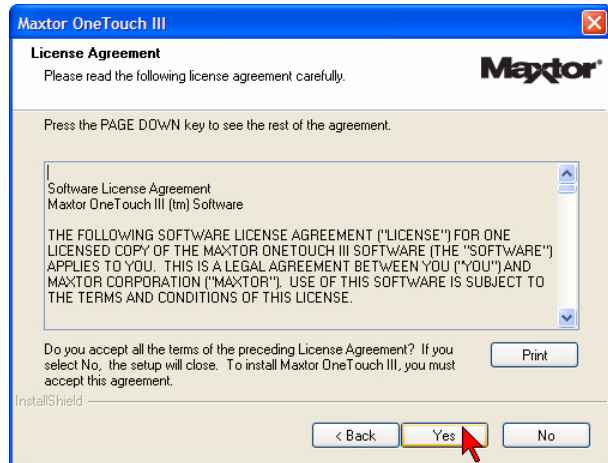 Maxtor OneTouch III
License Agreement
Please read the following license agreement carefully.
Maxtor
Press the PAGE DOWN key to see the rest of the agreement.
Software License Agreement
Maxtor OneTouch III (tm) Software
THE FOLLOWING SOFTWARE LICENSE AGREEMENT ("LICENSE") FOR ONE
LICENSED COPY OF THE MAXTOR ONETOUCH III SOFTWARE (THE "SOFTWARE")
APPLIES TO YOU.  THIS IS A LEGAL AGREEMENT BETWEEN YOU ("YOU") AND
MAXTOR CORPORATION ("MAXTOR").  USE OF THIS SOFTWARE IS SUBJECT TO
THE TERMS AND CONDITIONS OF THIS LICENSE.
Do you accept all the terms of the preceding License Agreement?  If you
select No,  the setup will close.  To install Maxtor OneTouch III, you must
accept this agreement.
Print
InstallShield
< Back
Yes
No